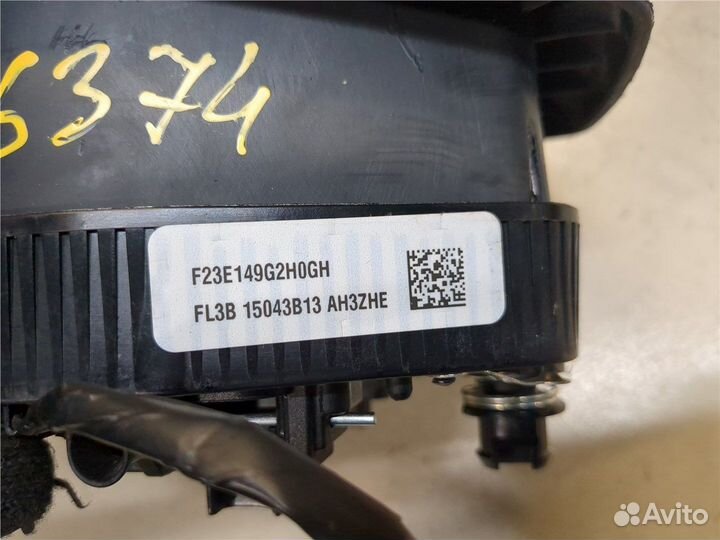 6374
F23E149G2H0GH
FL3B 15043B13 AH3ZHE
Avito